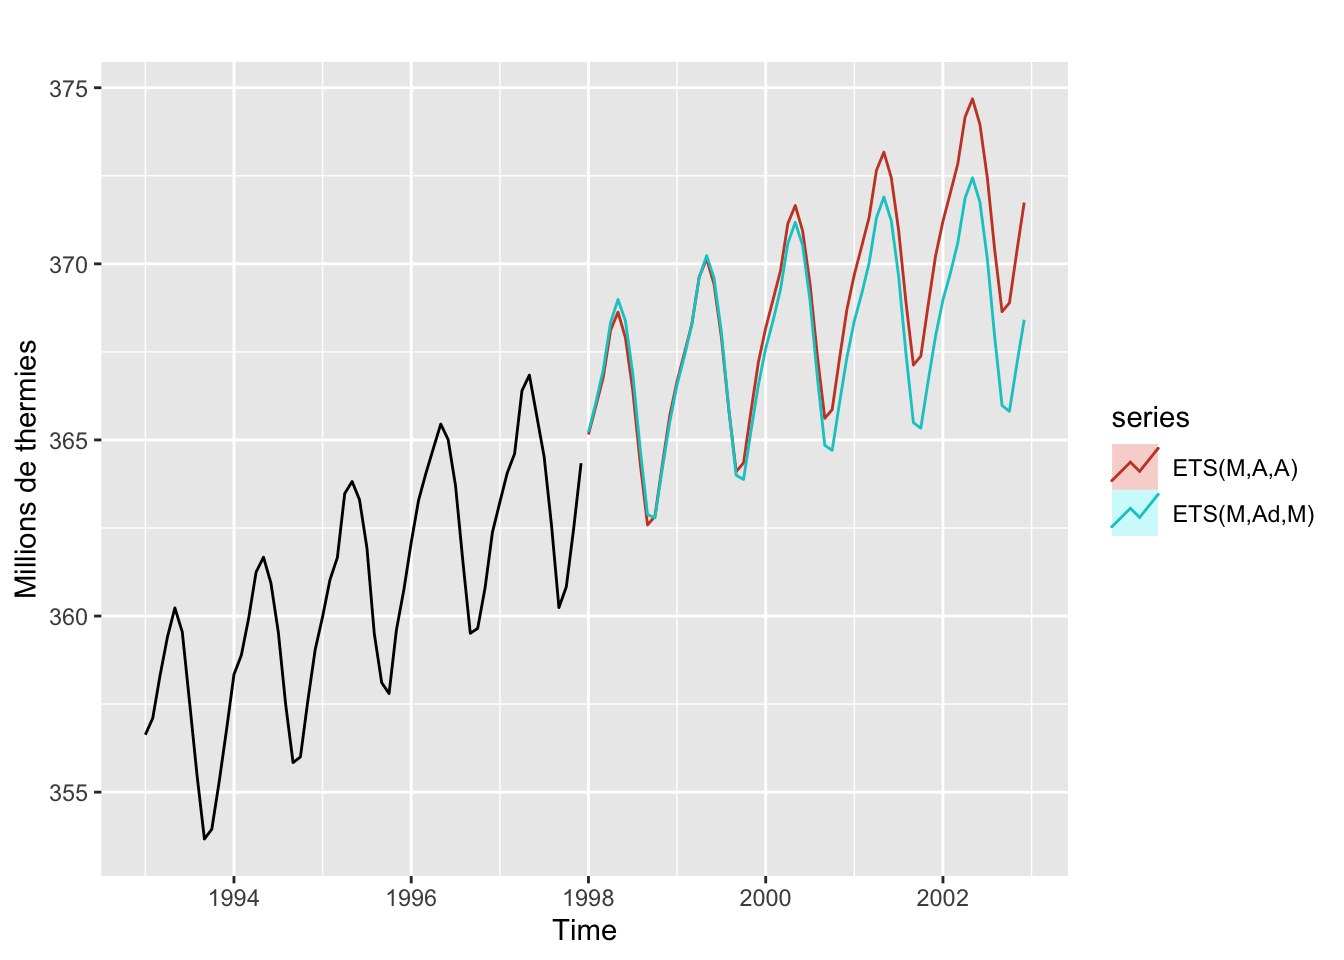 375
370
365
360
355
Millions de thermies
1994 1996 1998 2000 2002
Time
series
ETS(M,A,A)
ETS(M,Ad,M)